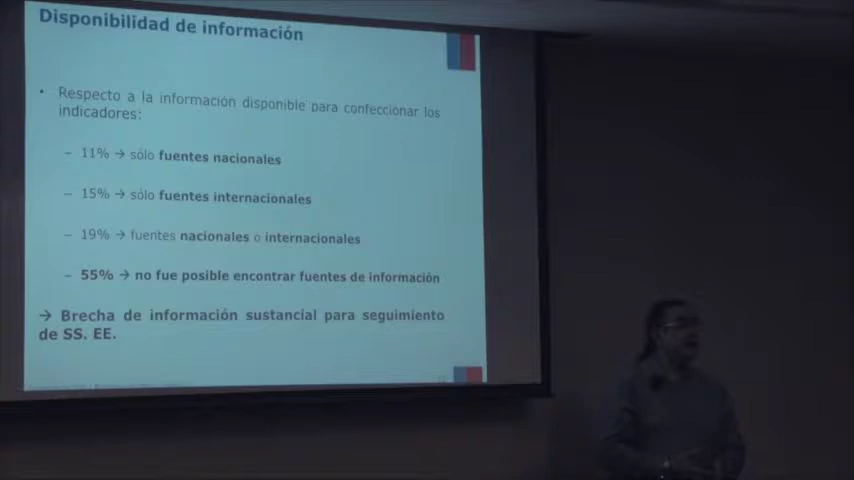 Disponibilidad de información
• Respecto a la información disponible para confeccionar los
indicadores:
– 11% → sólo fuentes nacionales
– 15% → sólo fuentes internacionales
– 19% → fuentes nacionales o internacionales
– 55% → no fue posible encontrar fuentes de información
→ Brecha de información sustancial para seguimiento
de SS. EE.